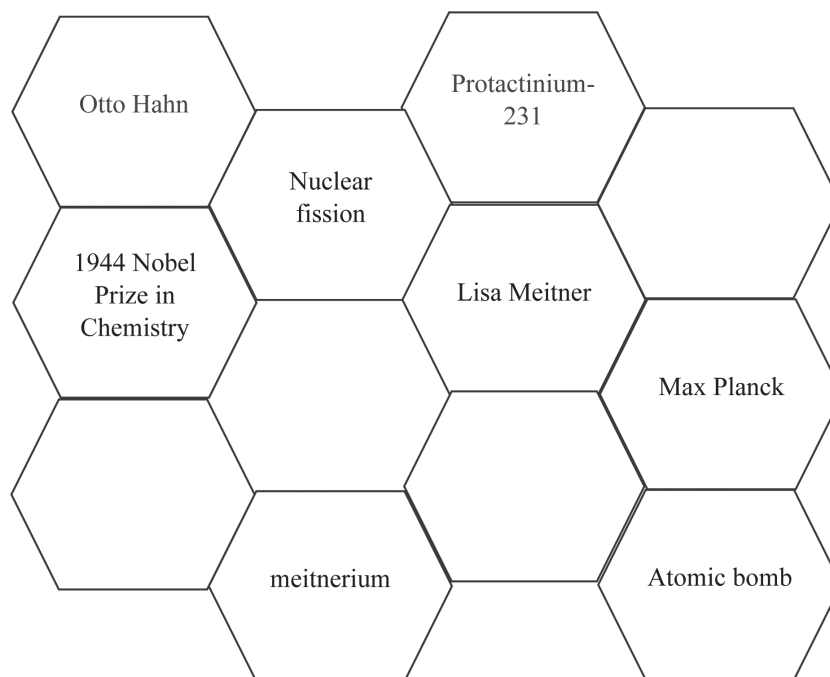 Otto Hahn
Protactinium-
231
Nuclear
fission
1944 Nobel
Prize in
Chemistry
Lisa Meitner
Max Planck
meitnerium
Atomic bomb